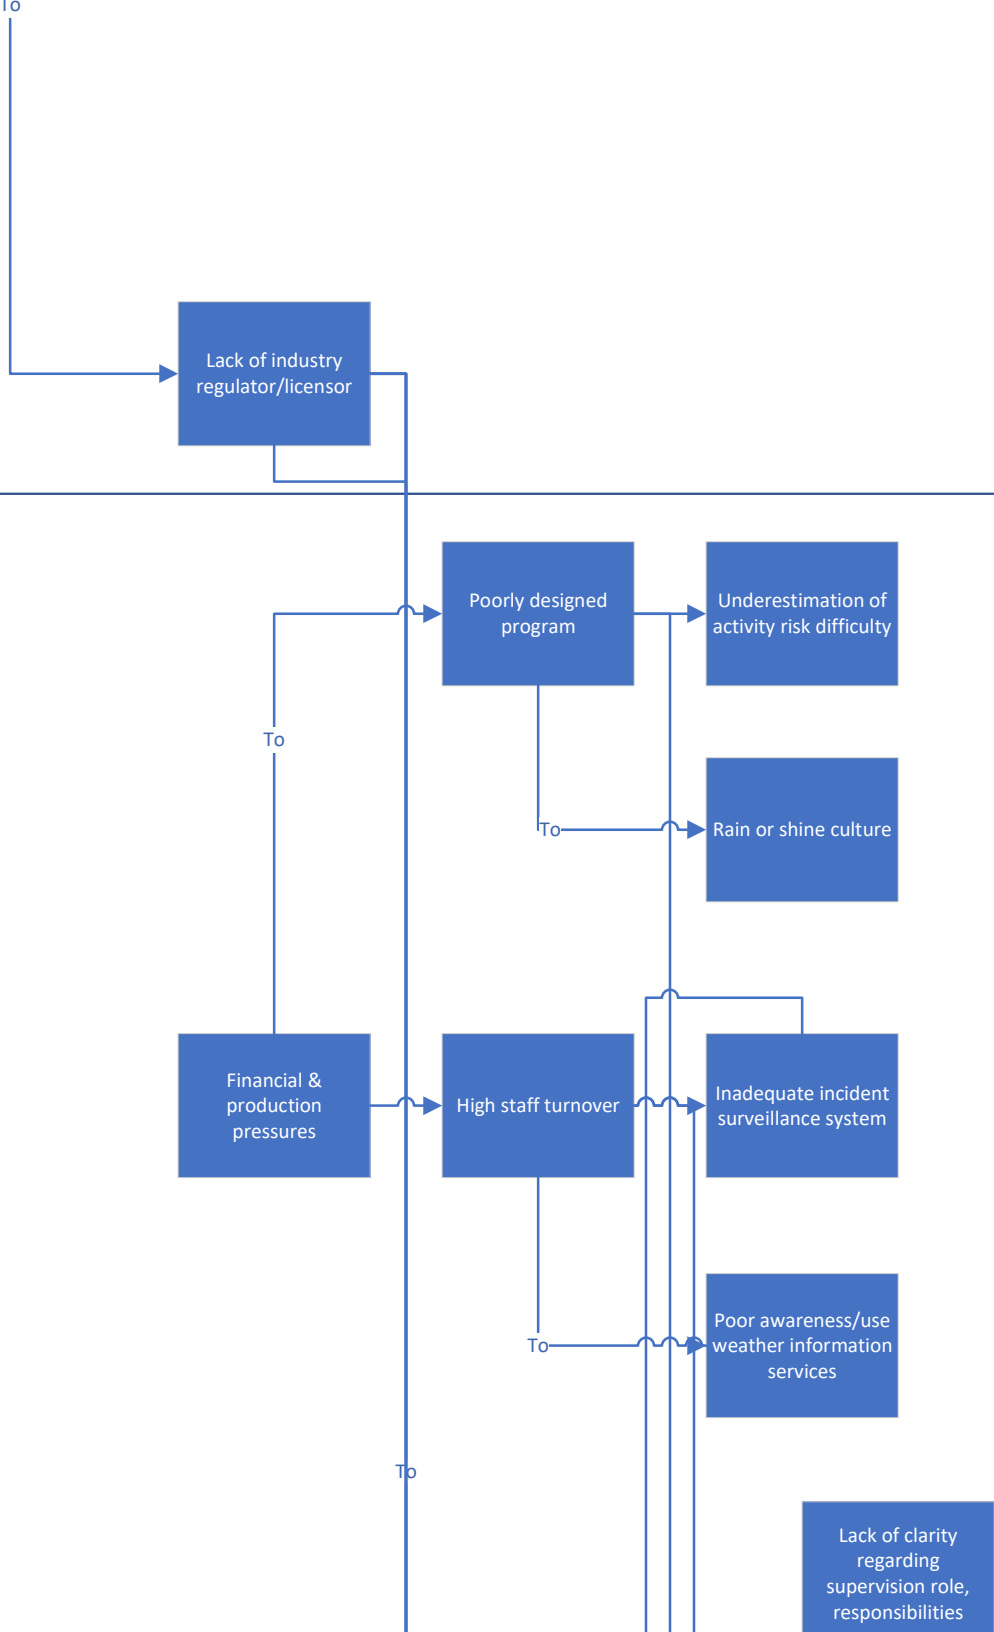 To
Lack of industry
regulator/licensor
Poorly designed
program
Underestimation of
activity risk difficulty
To
To
Rain or shine culture
Financial &
production
pressures
High staff turnover
Inadequate incident
surveillance system
To
Poor awareness/use
weather information
services
To
Lack of clarity
regarding
supervision role,
responsibilities